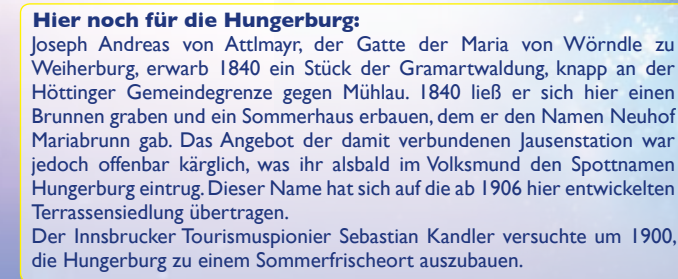 Hier noch für die Hungerburg:
Joseph Andreas von Attlmayr, der Gatte der Maria von Wörndle zu
Weiherburg, erwarb 1840 ein Stück der Gramartwaldung, knapp an der
Höttinger Gemeindegrenze gegen Mühlau. 1840 ließ er sich hier einen
Brunnen graben und ein Sommerhaus erbauen, dem er den Namen Neuhof
Mariabrunn gab. Das Angebot der damit verbundenen Jausenstation war
jedoch offenbar kärglich, was ihr alsbald im Volksmund den Spottnamen
Hungerburg eintrug. Dieser Name hat sich auf die ab 1906 hier entwickelten
Terrassensiedlung übertragen.
Der Innsbrucker Tourismuspionier Sebastian Kandler versuchte um 1900,
die Hungerburg zu einem Sommerfrischeort auszubauen.